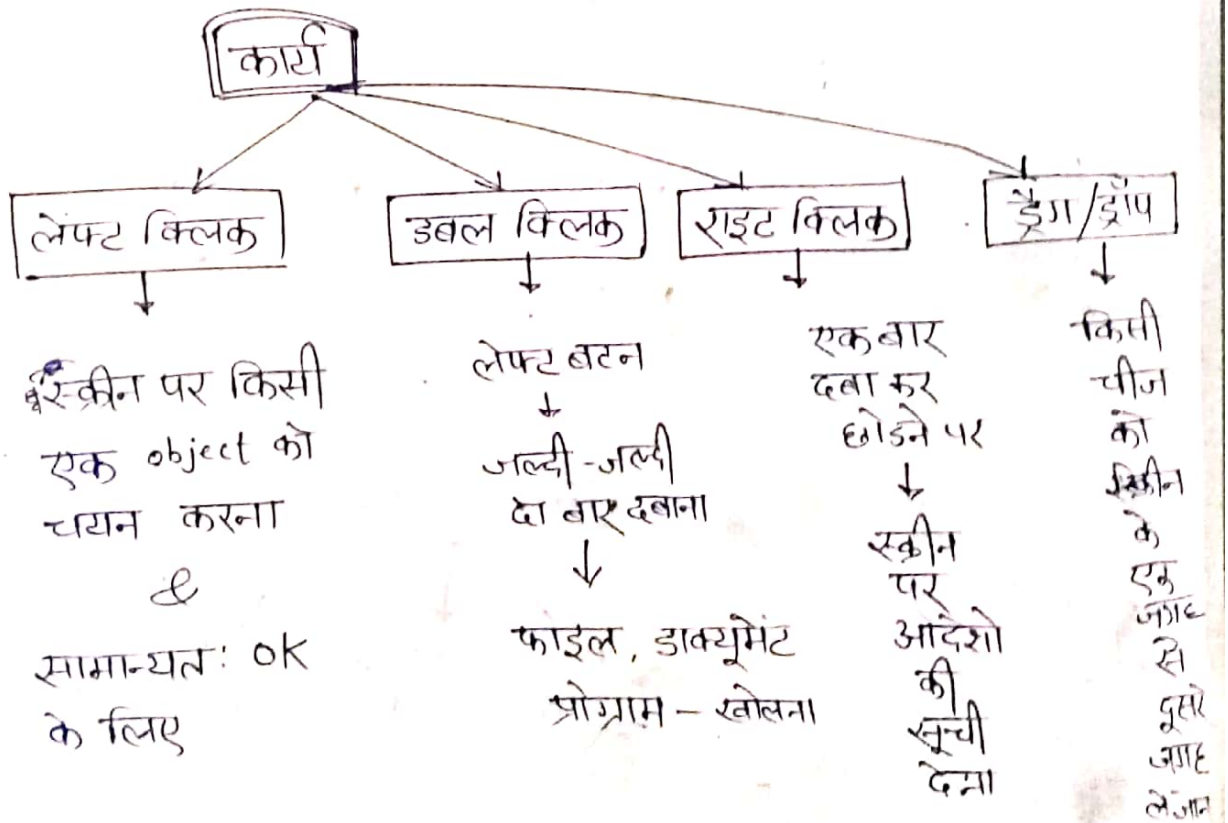 कार्य
लेफ्ट क्लिक
स्क्रीन पर किसी
एक object को
चयन करना
&
सामान्यत: OK
के लिए
डबल क्लिक
लेफ्ट बटन
जल्दी-जल्दी
दो बार दबाना
फाइल, डाक्यूमेंट
प्रोग्राम - खोलना
राइट क्लिक
एक बार
दबा कर
छोडने पर
स्क्रीन
पर
आदेशो
की
सूची
देना
ड्रैग/ड्रॉप
किसी
चीज
को
स्क्रीन
के
एक
जगह
से
दूसरे
जगह
ले जान